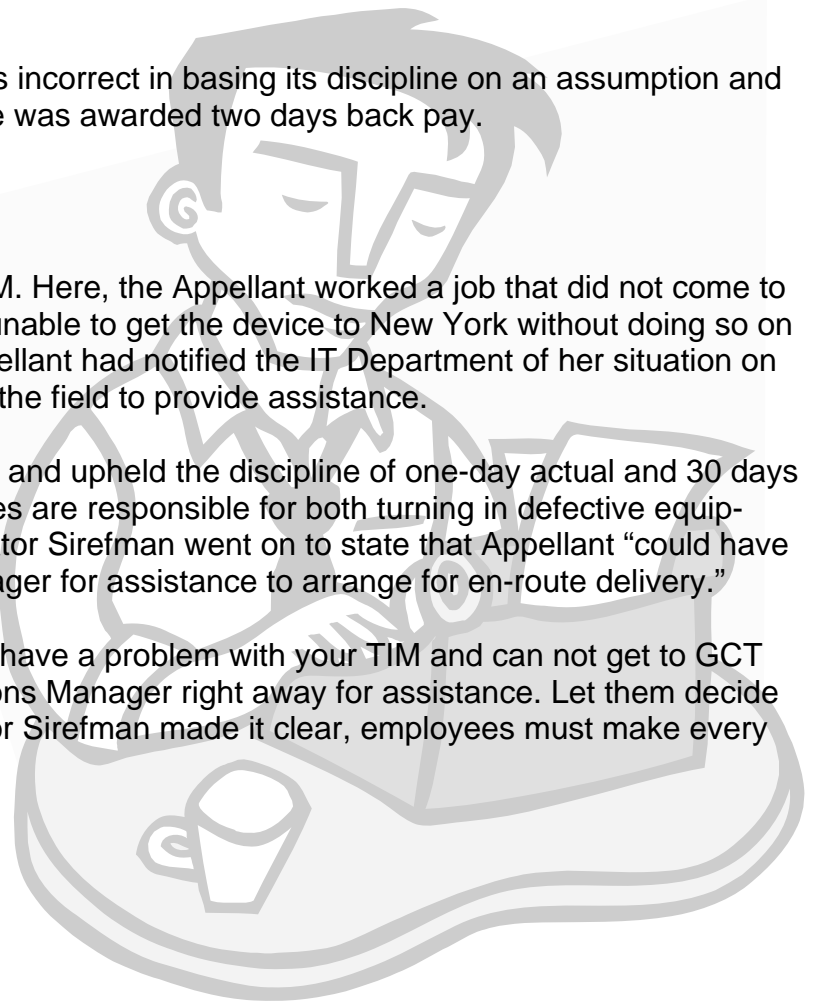 s incorrect in basing its discipline on an assumption and
e was awarded two days back pay.
M. Here, the Appellant worked a job that did not come to
unable to get the device to New York without doing so on
pellant had notified the IT Department of her situation on
the field to provide assistance.
and upheld the discipline of one-day actual and 30 days
es are responsible for both turning in defective equip-
tor Sirefman went on to state that Appellant “could have
ager for assistance to arrange for en-route delivery.”
have a problem with your TIM and can not get to GCT
ons Manager right away for assistance. Let them decide
or Sirefman made it clear, employees must make every